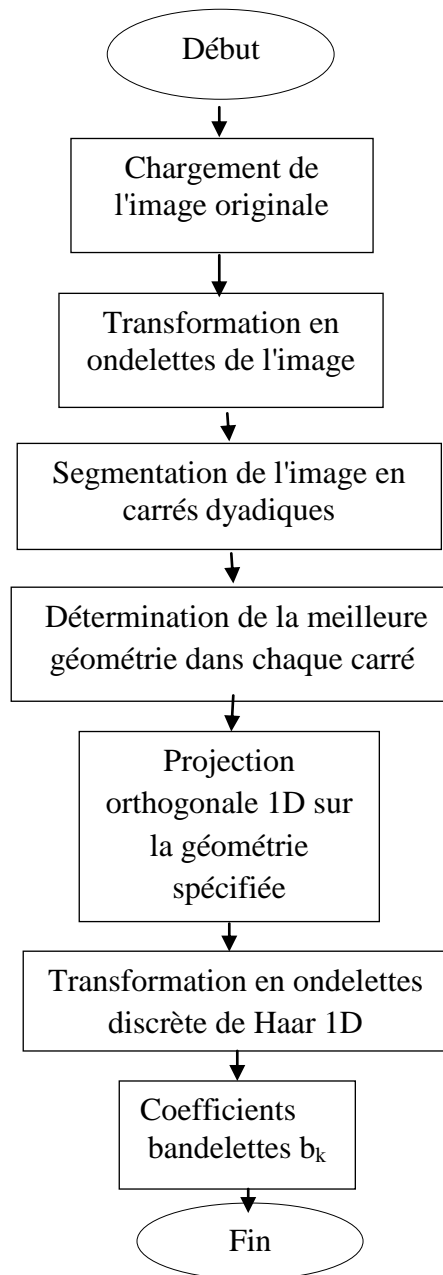 Début
Chargement de
l'image originale
Transformation en
ondelettes de l'image
Segmentation de l'image en
carrés dyadiques
Détermination de la meilleure
géométrie dans chaque carré
Projection
orthogonale 1D sur
la géométrie
spécifiée
Transformation en ondelettes
discrète de Haar 1D
Coefficients
bandelettes bₖ
Fin